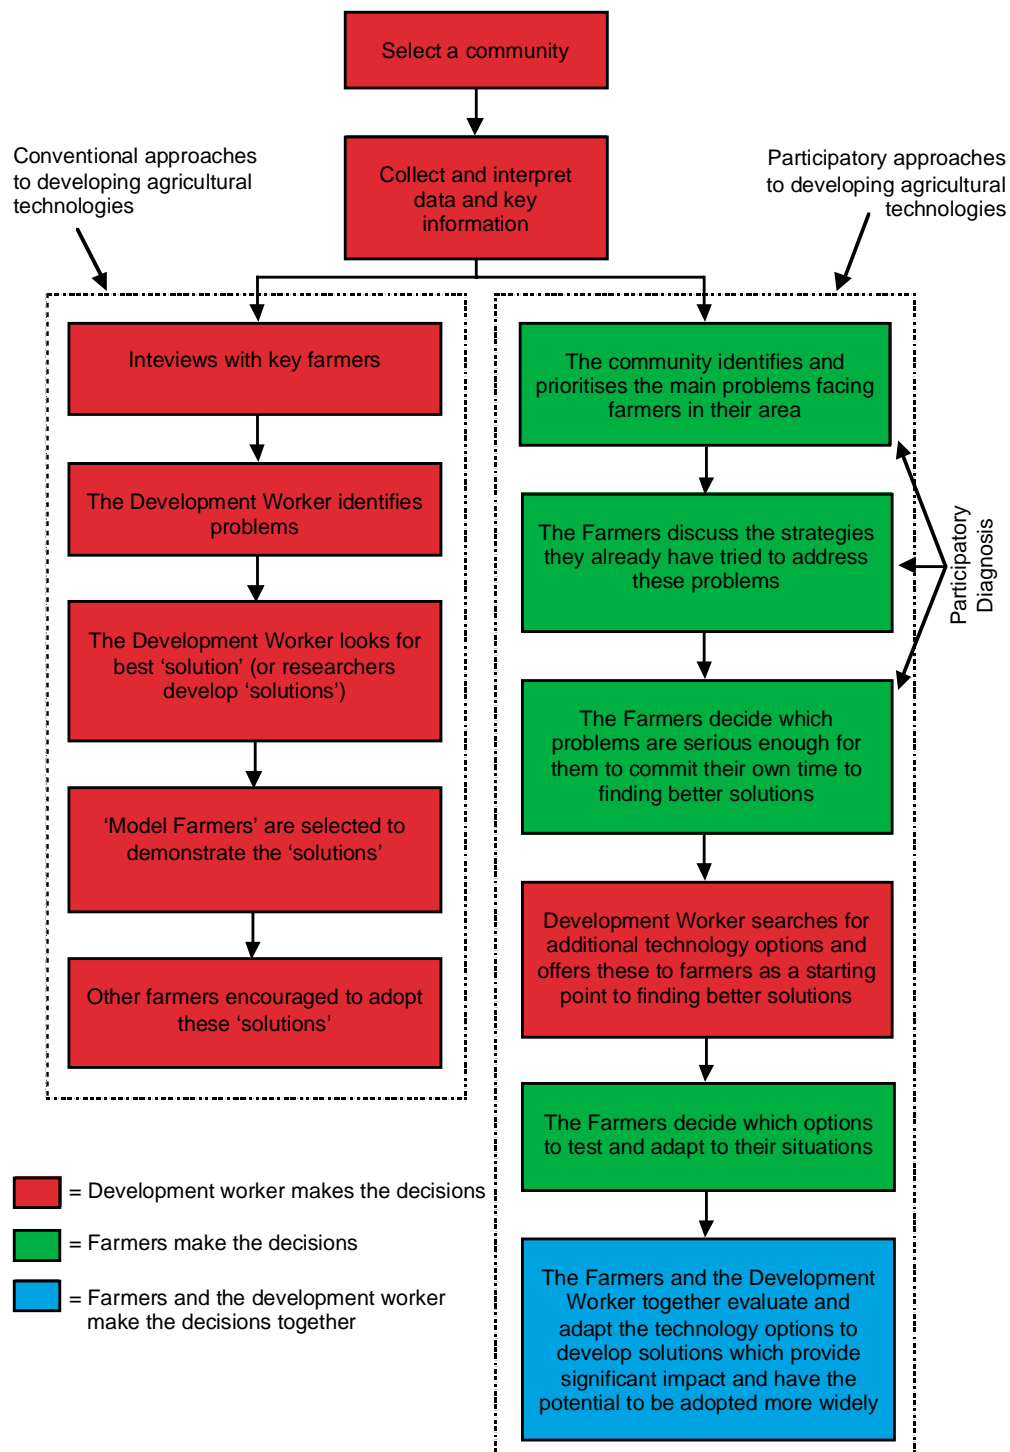 Select a community
Conventional approaches
to developing agricultural
technologies
Collect and interpret
data and key
information
Participatory approaches
to developing agricultural
technologies
Inteviews with key farmers
The Development Worker identifies
problems
The Development Worker looks for
best ‘solution’ (or researchers
develop ‘solutions’)
‘Model Farmers’ are selected to
demonstrate the ‘solutions’
Other farmers encouraged to adopt
these ‘solutions’
The community identifies and
prioritises the main problems facing
farmers in their area
The Farmers discuss the strategies
they already have tried to address
these problems
The Farmers decide which
problems are serious enough for
them to commit their own time to
finding better solutions
Participatory
Diagnosis
Development Worker searches for
additional technology options and
offers these to farmers as a starting
point to finding better solutions
The Farmers decide which options
to test and adapt to their situations
The Farmers and the Development
Worker together evaluate and
adapt the technology options to
develop solutions which provide
significant impact and have the
potential to be adopted more widely
= Development worker makes the decisions
= Farmers make the decisions
= Farmers and the development worker
make the decisions together